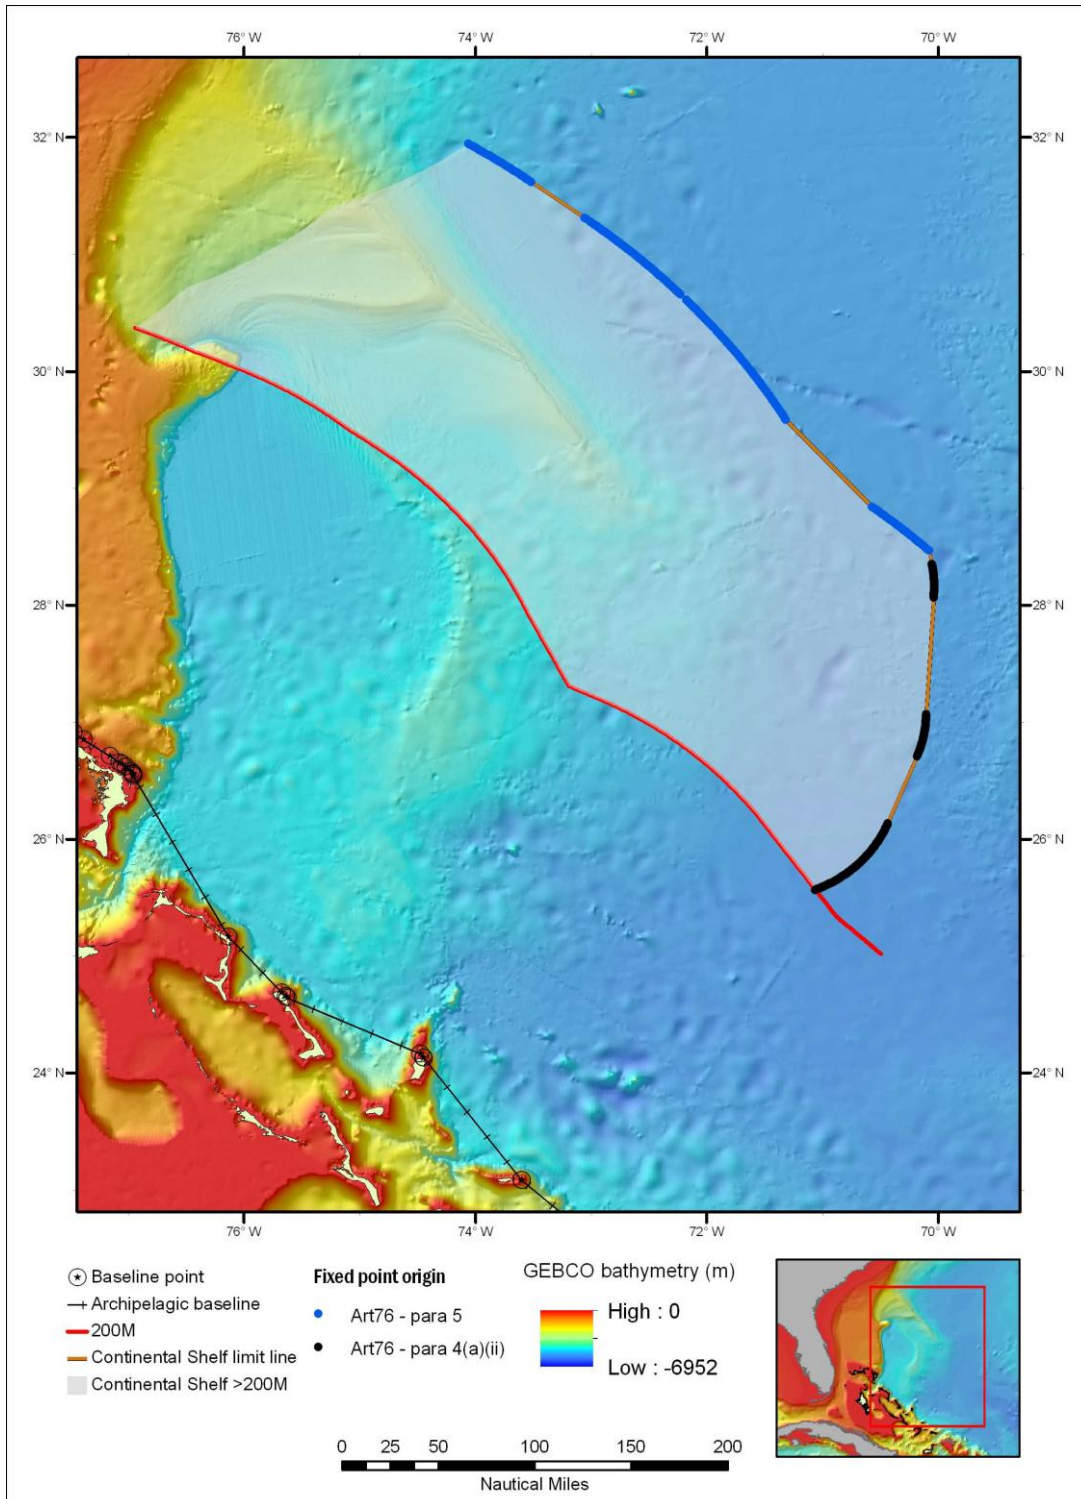 76° W 74° W 72° W 70° W
32° N 32° N
30° N 30° N
28° N 28° N
26° N 26° N
24° N 24° N
76° W 74° W 72° W 70° W
Baseline point
Archipelagic baseline
200M
Continental Shelf limit line
Continental Shelf >200M
Fixed point origin
Art76 - para 5
Art76 - para 4(a)(ii)
GEBCO bathymetry (m)
High : 0
Low : -6952
0 25 50 100 150 200
Nautical Miles